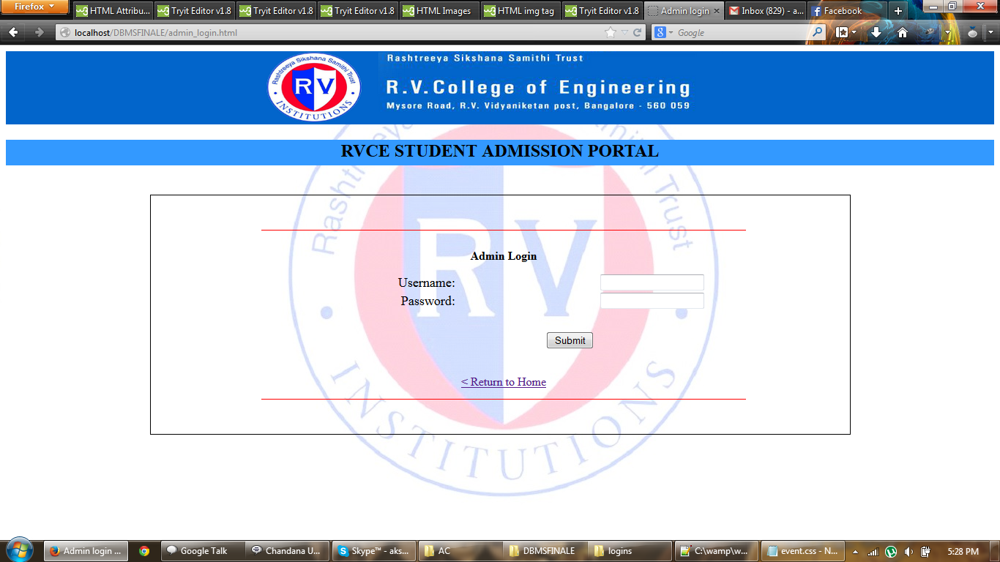 Firefox
HTML Attribu...
Tryit Editor v1.8
Tryit Editor v1.8
Tryit Editor v1.8
HTML Images
HTML img tag
Tryit Editor v1.8
Admin login
Inbox (829) - a...
Facebook
localhost/DBMSFINALE/admin_login.html
Google
Rashtreeya Sikshana Samithi Trust
RV
INSTITUTIONS
Rashtreeya Sikshana Samithi Trust
R.V.College of Engineering
Mysore Road, R.V. Vidyaniketan post, Bangalore - 560 059
RVCE STUDENT ADMISSION PORTAL
Admin Login
Username:
Password:
Submit
< Return to Home
RV
INSTITUTIONS
Admin login ...
Google Talk
Chandana U...
Skype™ - aks...
AC
DBMSFINALE
logins
C:\wamp\w...
event.css - N...
5:28 PM